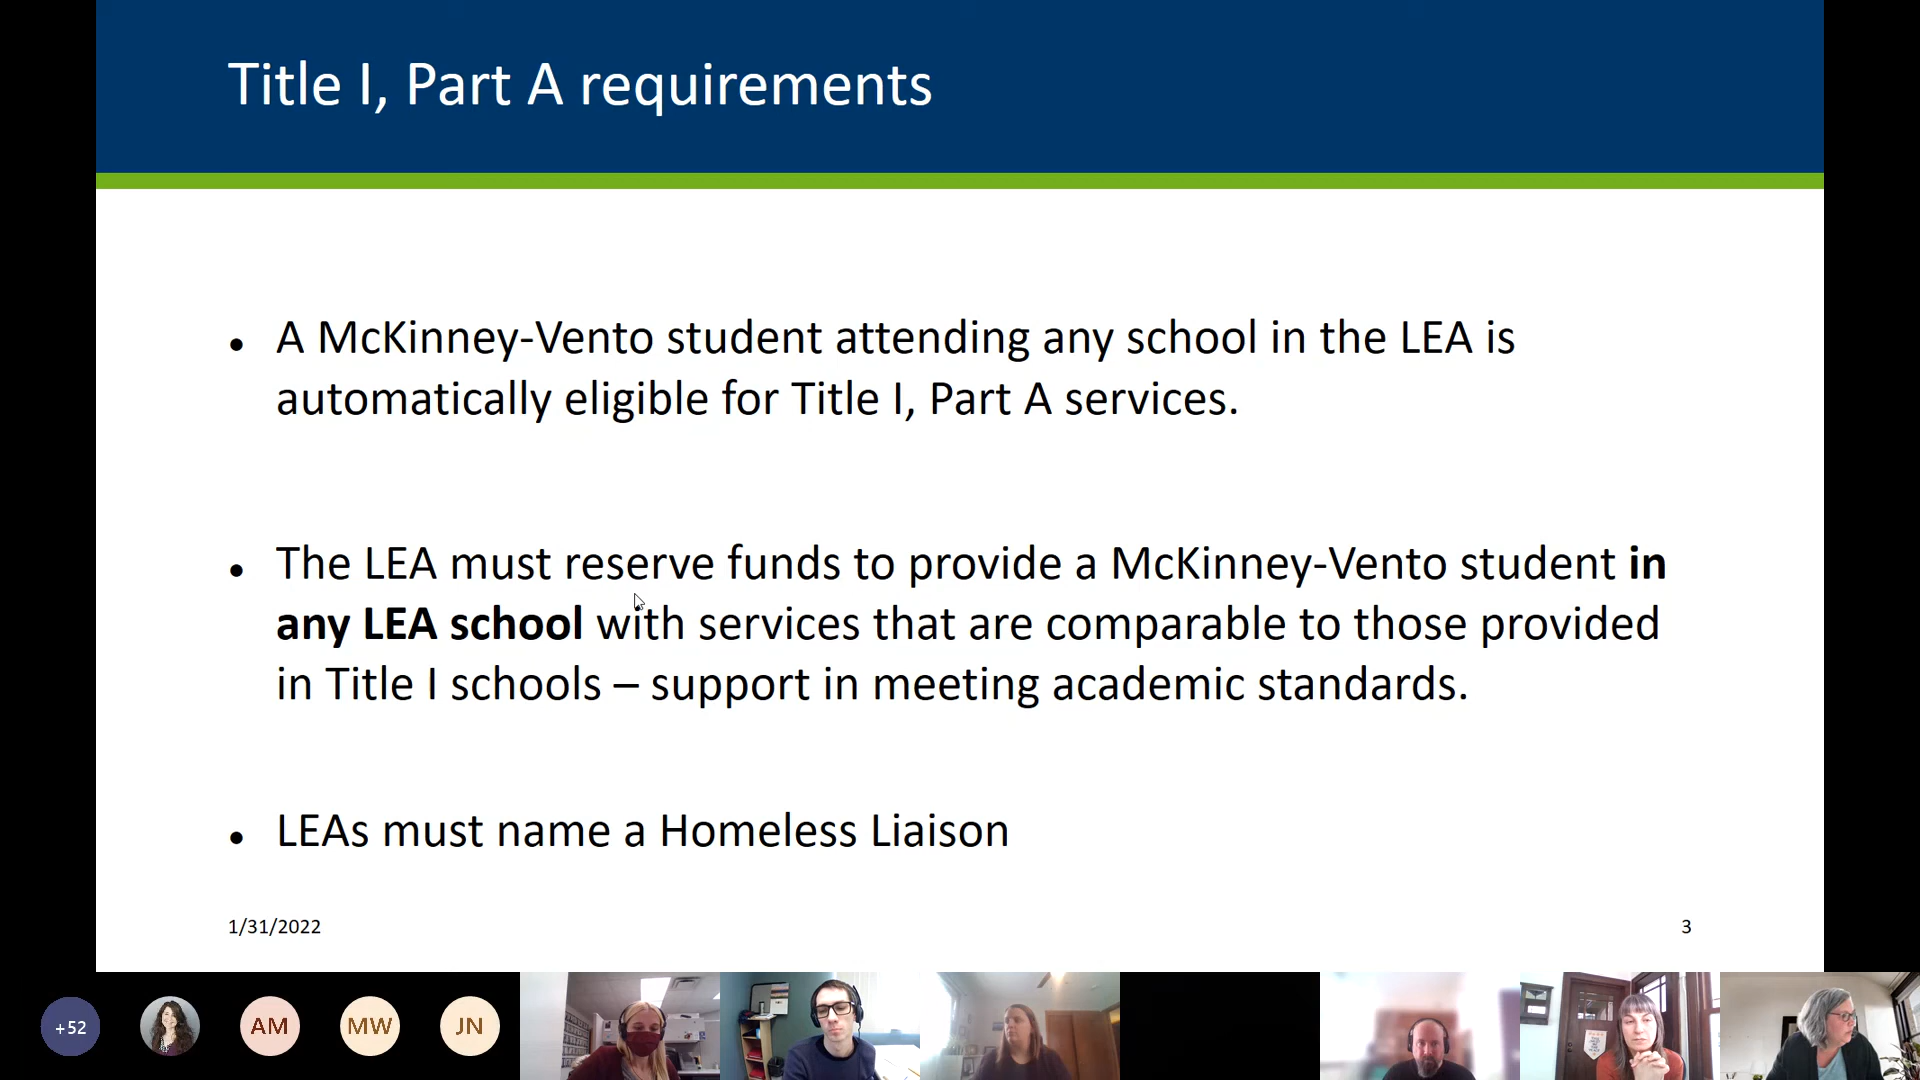 Title I, Part A requirements
● A McKinney-Vento student attending any school in the LEA is
automatically eligible for Title I, Part A services.
● The LEA must reserve funds to provide a McKinney-Vento student in
any LEA school with services that are comparable to those provided
in Title I schools – support in meeting academic standards.
● LEAs must name a Homeless Liaison
1/31/2022
3
+52
AM
MW
JN